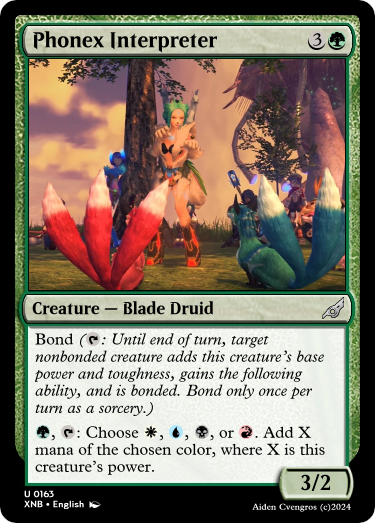 Phonex Interpreter 3
Creature — Blade Druid
Bond (: Until end of turn, target
nonbonded creature adds this creature's base
power and toughness, gains the following
ability, and is bonded. Bond only once per
turn as a sorcery.)
, : Choose , , , or . Add X
mana of the chosen color, where X is this
creature's power.
3/2
U 0163
XNB • English
Aiden Cvengros (c)2024